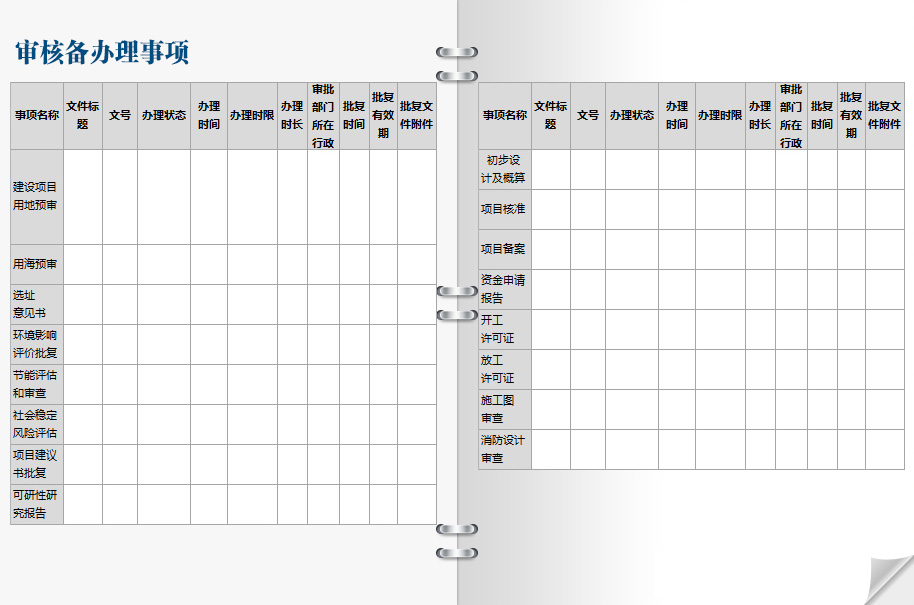 审核备办理事项
事项名称 文件标题 文号 办理状态 办理时间 办理时限 办理时长 审批部门所在行政 批复时间 批复有效期 批复文件附件
建设项目
用地预审
用海预审
选址
意见书
环境影响
评价批复
节能评估
和审查
社会稳定
风险评估
项目建议
书批复
可研性研
究报告
事项名称 文件标题 文号 办理状态 办理时间 办理时限 办理时长 审批部门所在行政 批复时间 批复有效期 批复文件附件
初步设
计及概算
项目核准
项目备案
资金申请
报告
开工
许可证
放工
许可证
施工图
审查
消防设计
审查